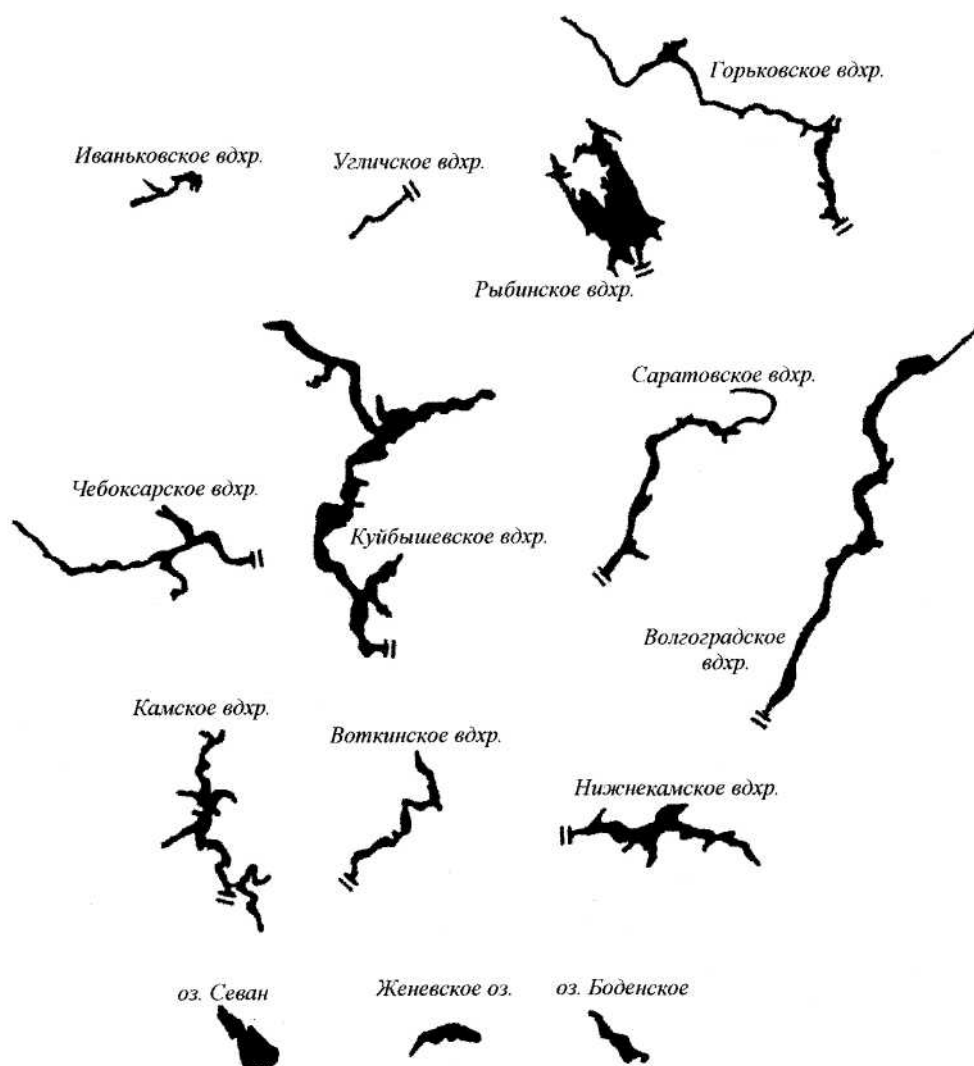 Горьковское вдхр.
Иваньковское вдхр.
Угличское вдхр.
Рыбинское вдхр.
Саратовское вдхр.
Чебоксарское вдхр.
Куйбышевское вдхр.
Волгоградское
вдхр.
Камское вдхр.
Воткинское вдхр.
Нижнекамское вдхр.
оз. Севан
Женевское оз.
оз. Боденское